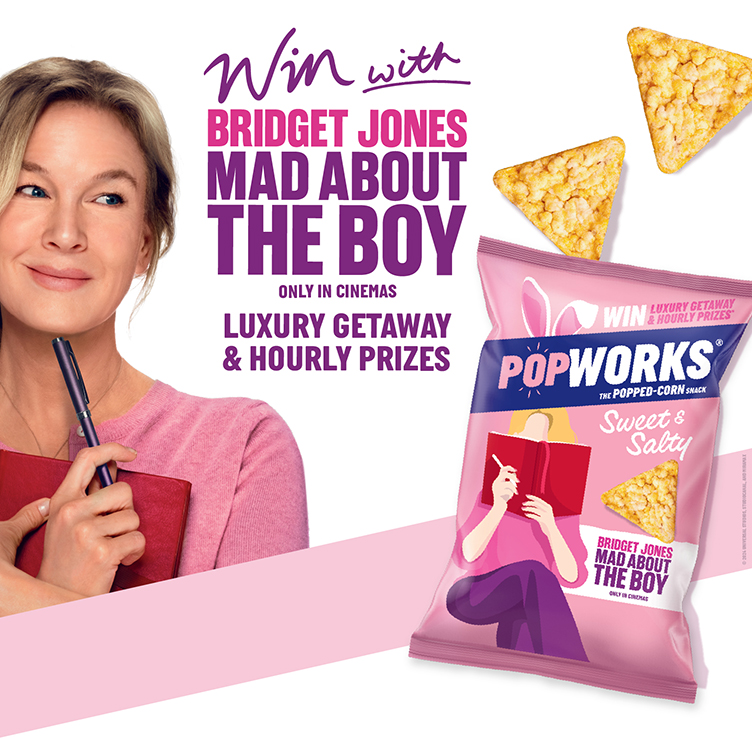 Win with
BRIDGET JONES
MAD ABOUT
THE BOY
ONLY IN CINEMAS
LUXURY GETAWAY
& HOURLY PRIZES
WIN LUXURY GETAWAY
& HOURLY PRIZES*
POPWORKS®
THE POPPED-CORN SNACK
Sweet &
Salty
BRIDGET JONES
MAD ABOUT
THE BOY
ONLY IN CINEMAS